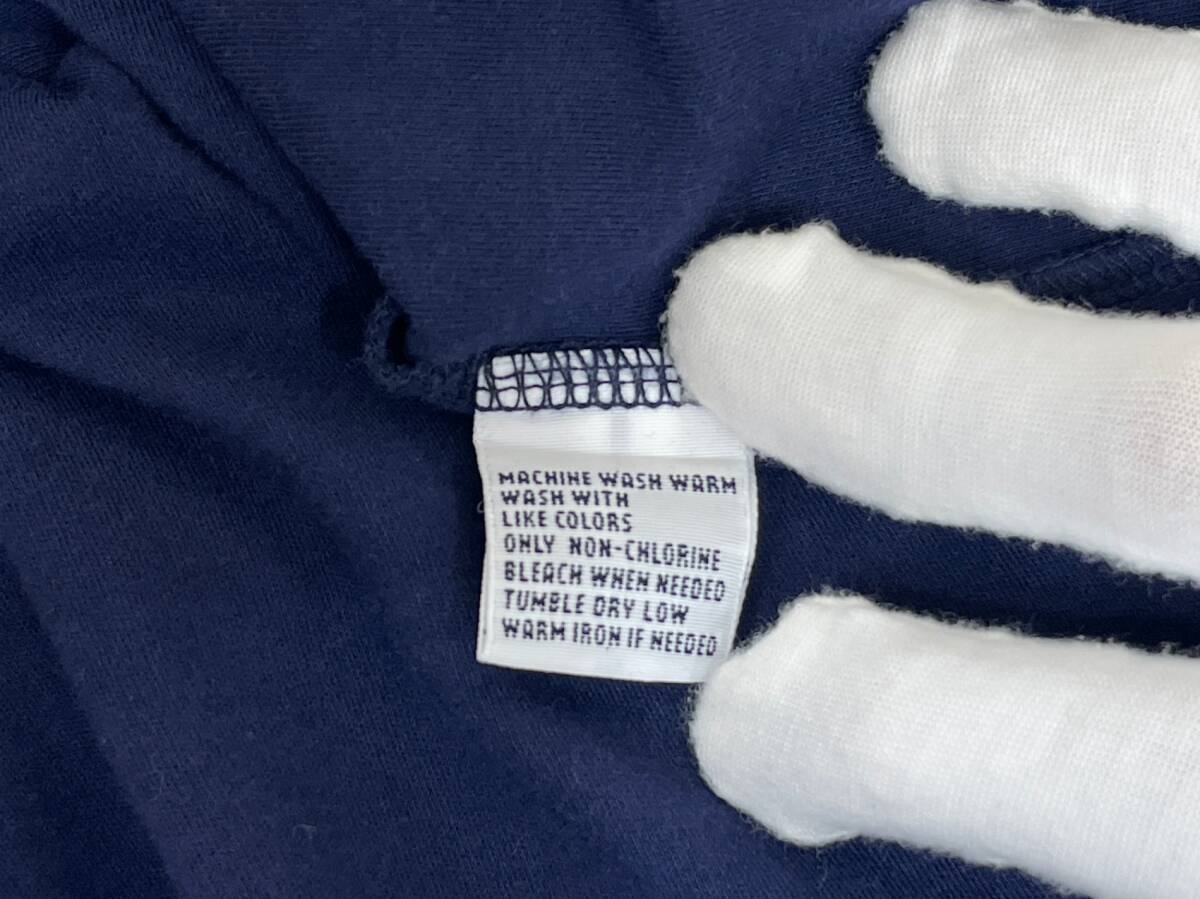 MACHINE WASH WARM
WASH WITH
LIKE COLORS
ONLY NON-CHLORINE
BLEACH WHEN NEEDED
TUMBLE DRY LOW
WARM IRON IF NEEDED